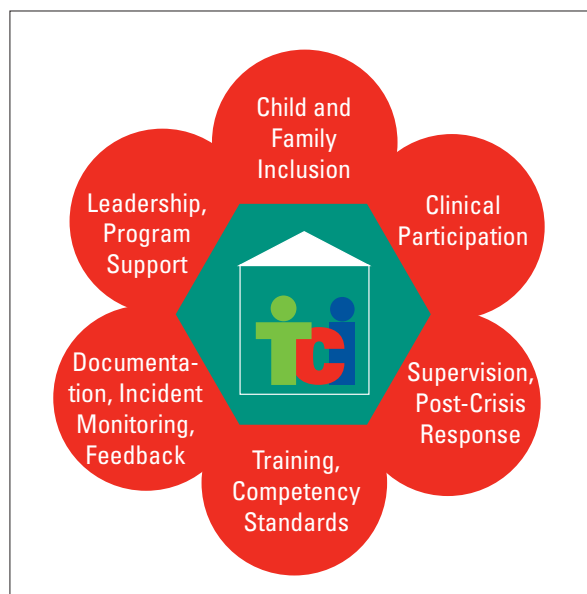 Child and
Family
Inclusion
Leadership,
Program
Support
Clinical
Participation
tci
Documenta-
tion, Incident
Monitoring,
Feedback
Supervision,
Post-Crisis
Response
Training,
Competency
Standards